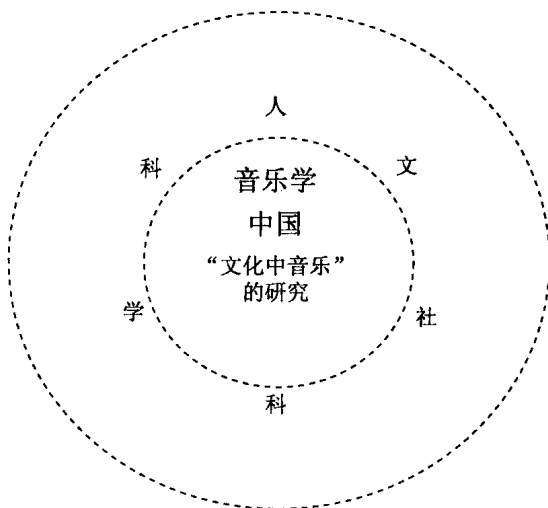 人文社科学科
音乐学
中国
“文化中音乐”
的研究